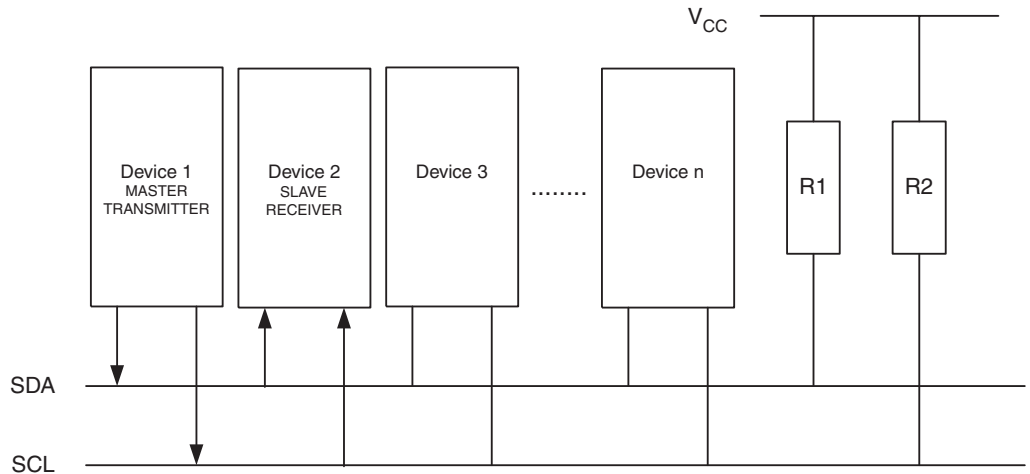 V_CC
Device 1
MASTER
TRANSMITTER
Device 2
SLAVE
RECEIVER
Device 3
........
Device n
R1
R2
SDA
SCL